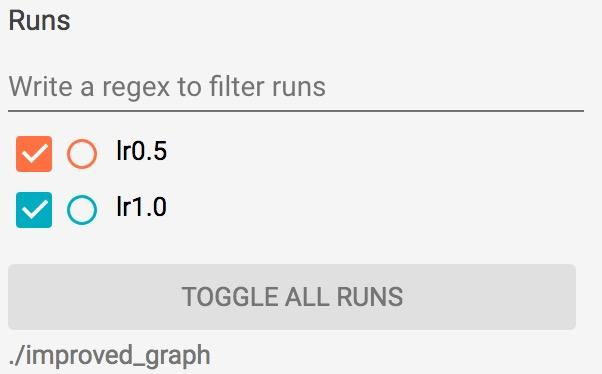 Runs
Write a regex to filter runs
lr0.5
lr1.0
TOGGLE ALL RUNS
./improved_graph